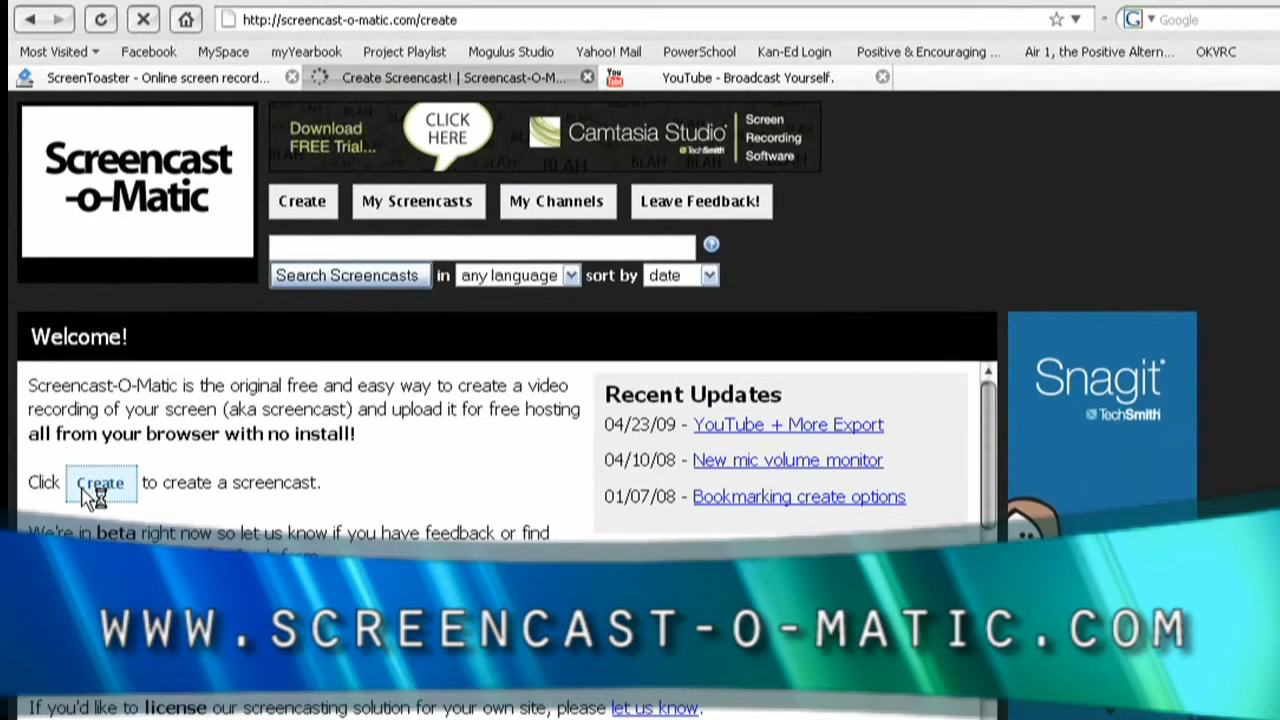 http://screencast-o-matic.com/create
Google
Most Visited Facebook MySpace myYearbook Project Playlist Mogulus Studio Yahoo! Mail PowerSchool Kan-Ed Login Positive & Encouraging ... Air 1, the Positive Altern... OKVRC
ScreenToaster - Online screen record... Create Screencast! | Screencast-O-M... YouTube - Broadcast Yourself.
Screencast
-o-Matic
Download
FREE Trial...
CLICK
HERE
Camtasia Studio
TechSmith
Screen
Recording
Software
BLAH BLAH BLAH BLAH
Create My Screencasts My Channels Leave Feedback!
Search Screencasts in any language sort by date
Welcome!
Screencast-O-Matic is the original free and easy way to create a video
recording of your screen (aka screencast) and upload it for free hosting
all from your browser with no install!
Click Create to create a screencast.
We're in beta right now so let us know if you have feedback or find
Recent Updates
04/23/09 - YouTube + More Export
04/10/08 - New mic volume monitor
01/07/08 - Bookmarking create options
Snagit
TechSmith
WWW.SCREENCAST-O-MATIC.COM
If you'd like to license our screencasting solution for your own site, please let us know.